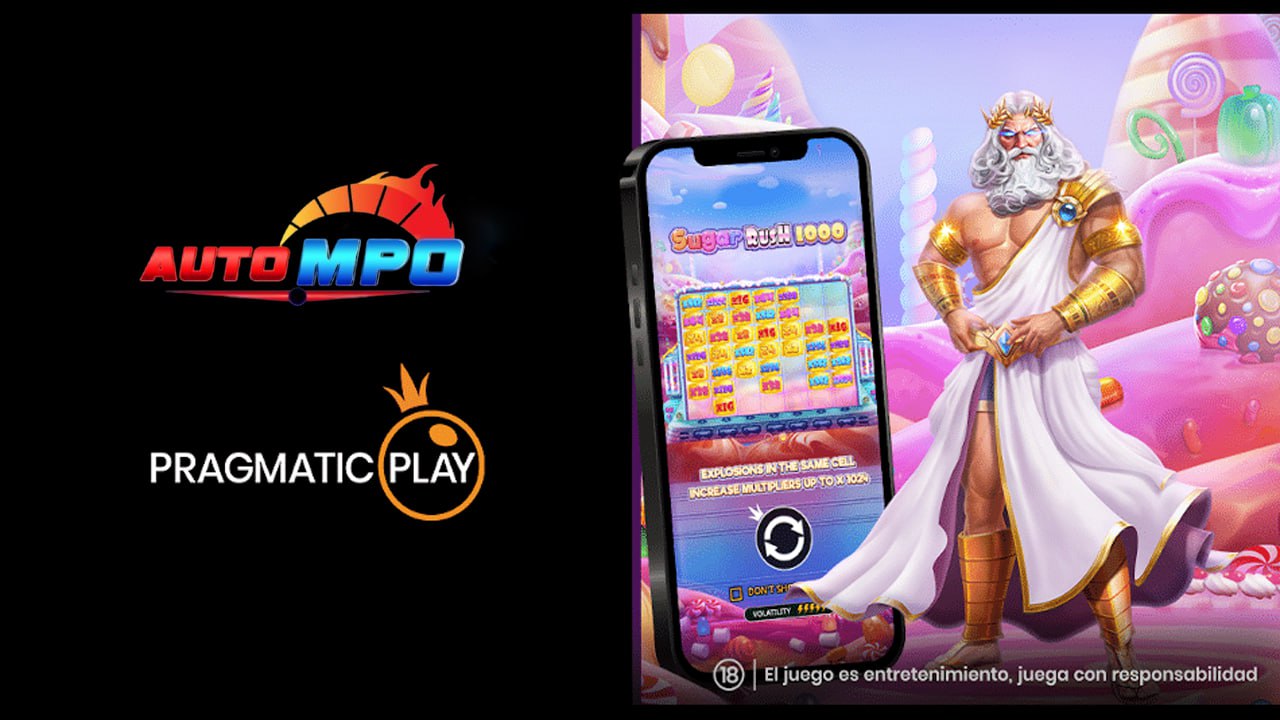 AUTO MPO
PRAGMATIC PLAY
Sugar Rush 1000
EXPLOSIONS IN THE SAME CELL
INCREASE MULTIPLIERS UP TO X 1024
DON'T
VOLATILITY
18 | El juego es entretenimiento, juega con responsabilidad